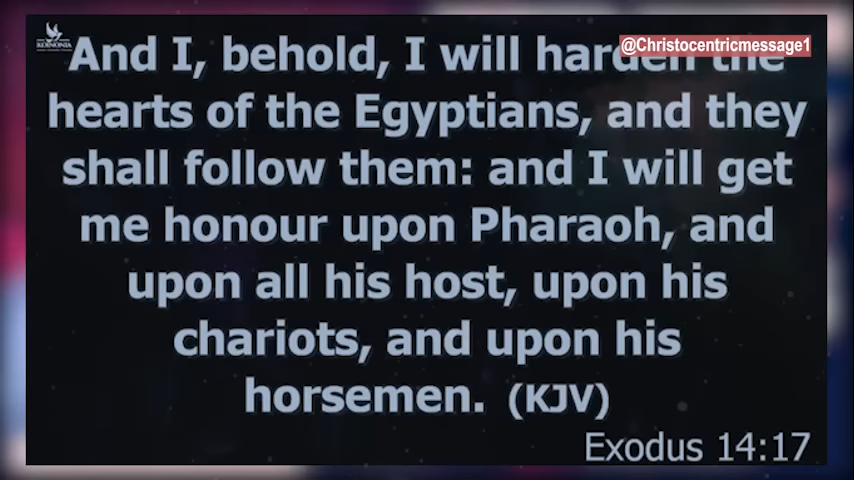 KOINONIA
@Christocentricmessage1
And I, behold, I will harden the
hearts of the Egyptians, and they
shall follow them: and I will get
me honour upon Pharaoh, and
upon all his host, upon his
chariots, and upon his
horsemen. (KJV)
Exodus 14:17